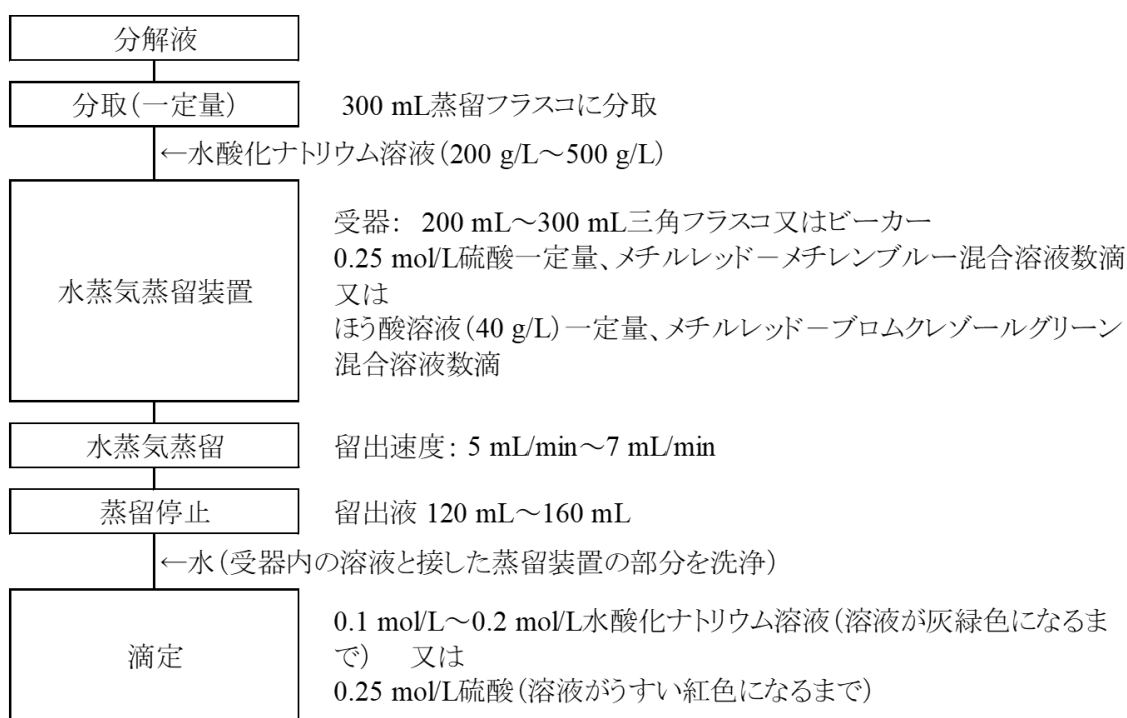 分解液
分取(一定量) 300 mL蒸留フラスコに分取
←水酸化ナトリウム溶液(200 g/L～500 g/L)
水蒸気蒸留装置
受器: 200 mL～300 mL三角フラスコ又はビーカー
0.25 mol/L硫酸一定量、メチルレッド－メチレンブルー混合溶液数滴
又は
ほう酸溶液(40 g/L)一定量、メチルレッド－ブロムクレゾールグリーン
混合溶液数滴
水蒸気蒸留 留出速度: 5 mL/min～7 mL/min
蒸留停止 留出液 120 mL～160 mL
←水(受器内の溶液と接した蒸留装置の部分を洗浄)
滴定
0.1 mol/L～0.2 mol/L水酸化ナトリウム溶液(溶液が灰緑色になるま
で) 又は
0.25 mol/L硫酸(溶液がうすい紅色になるまで)